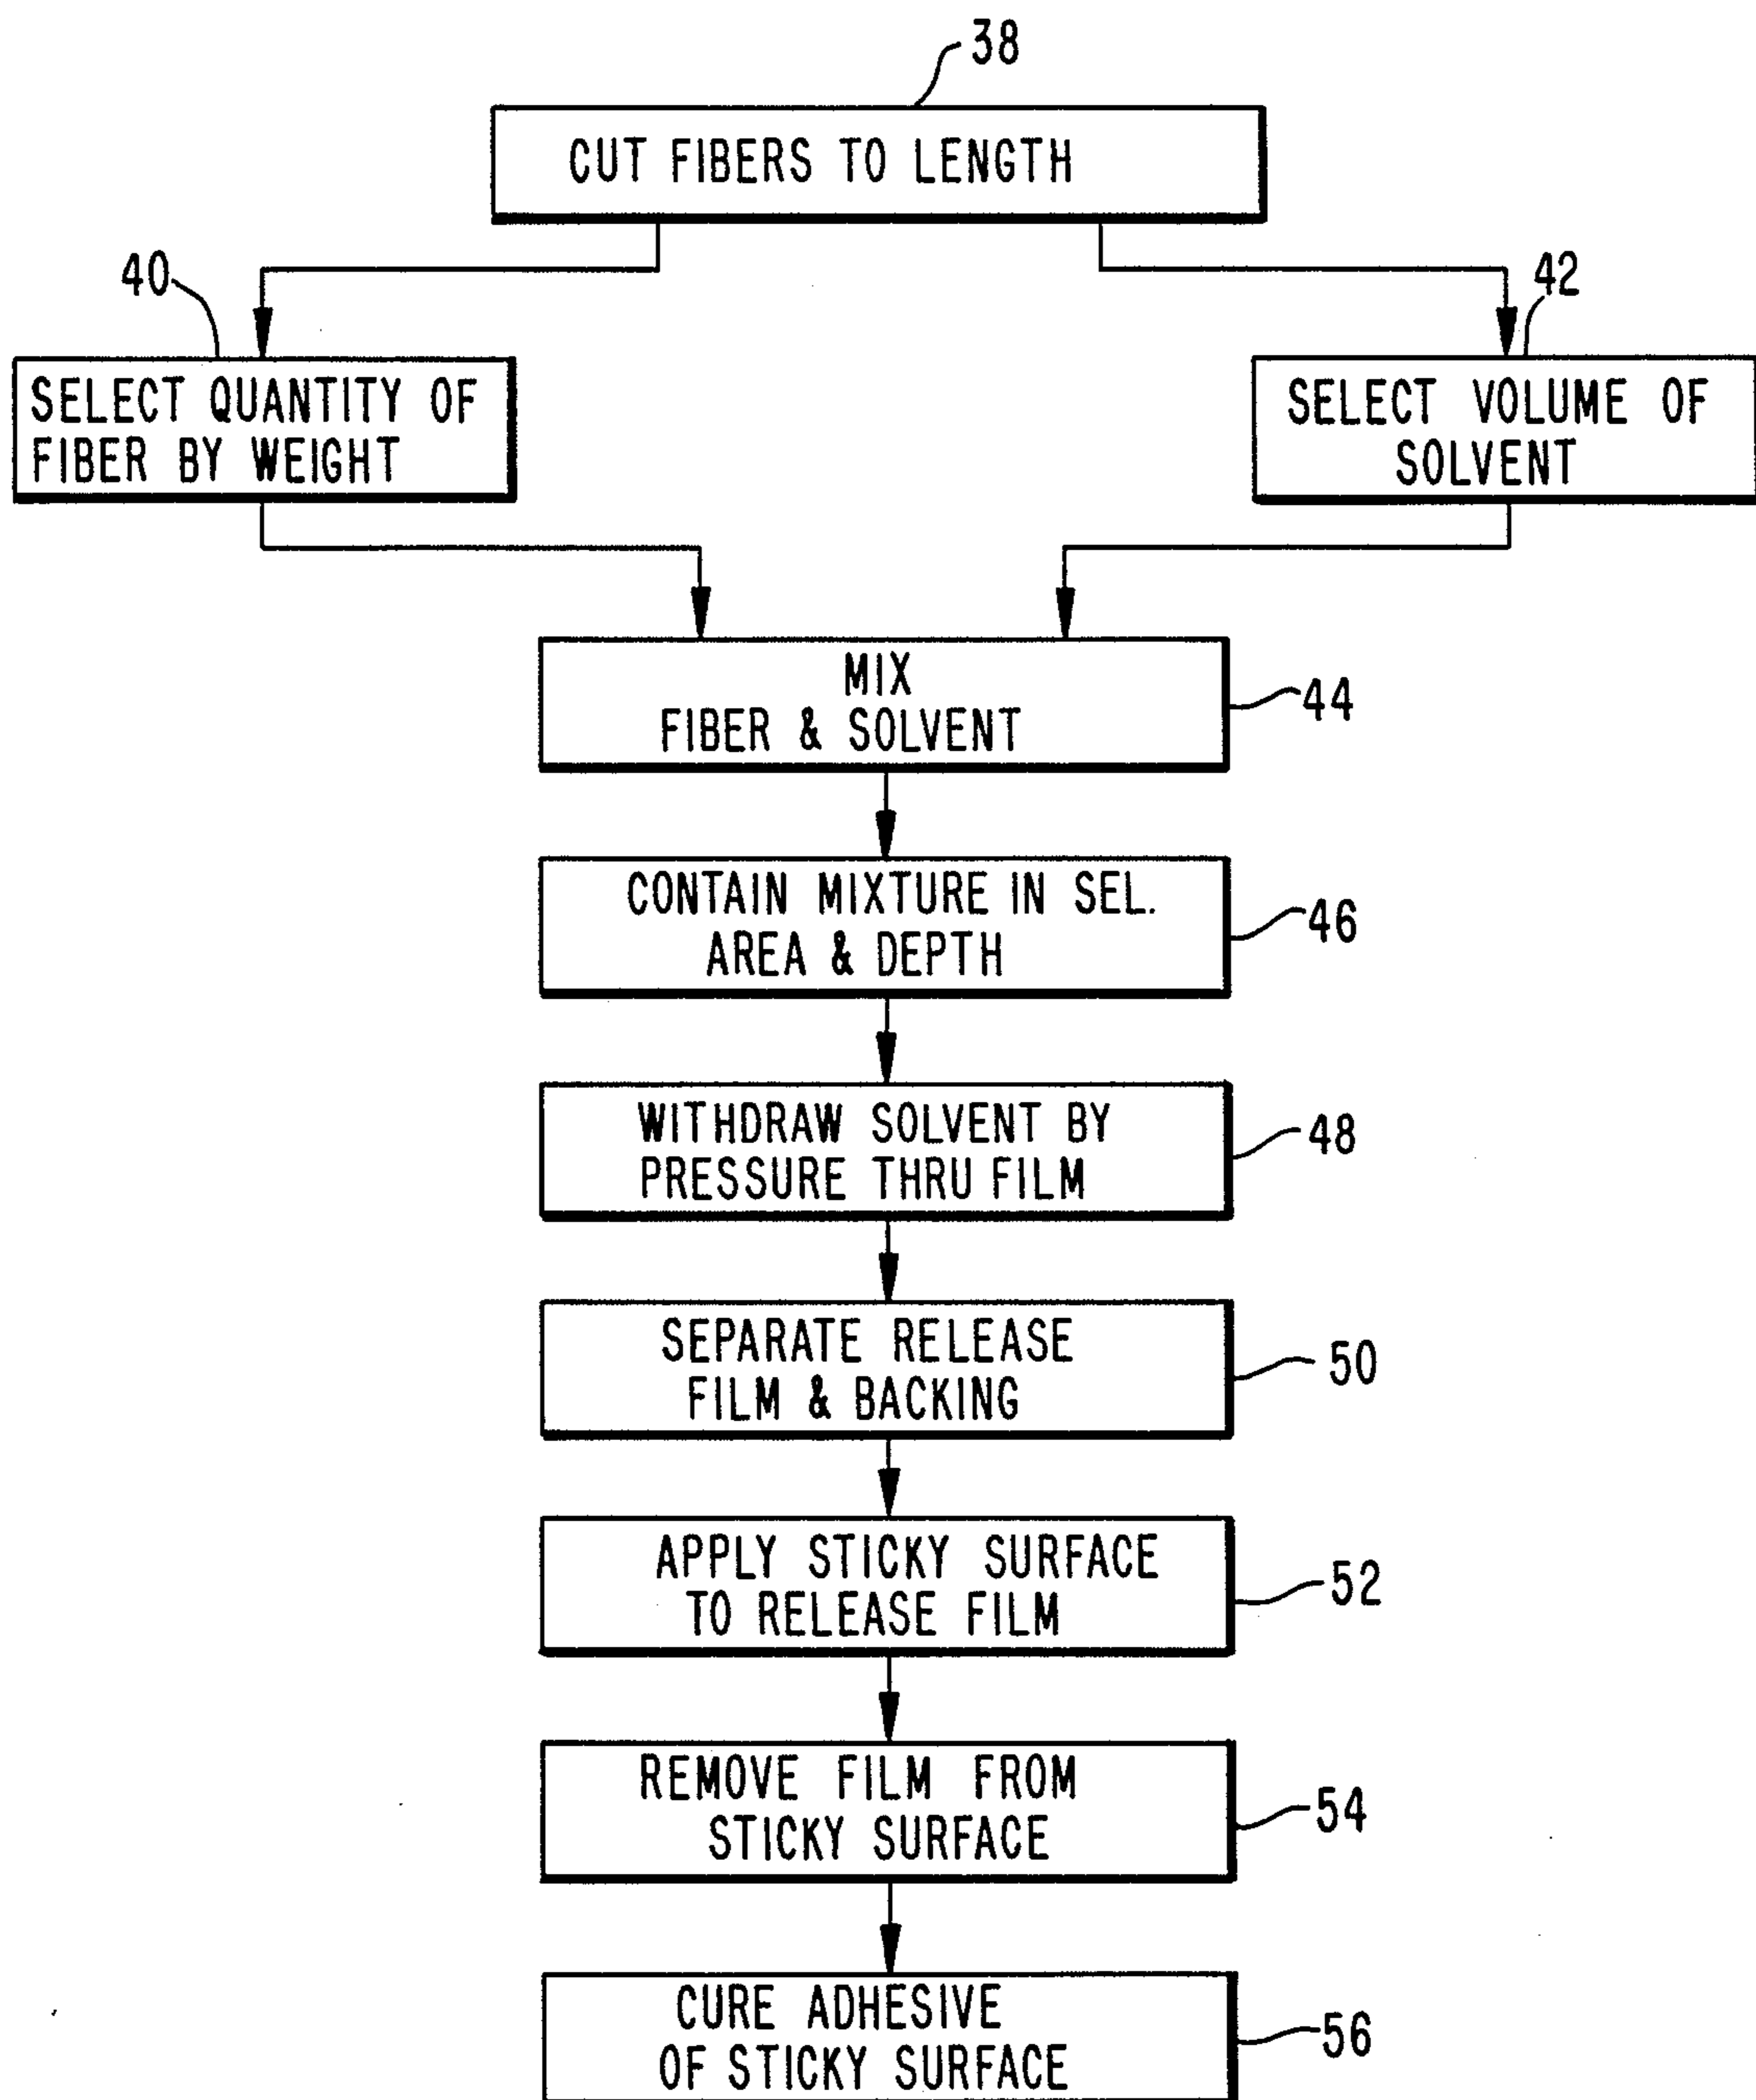 38
CUT FIBERS TO LENGTH
40
42
SELECT QUANTITY OF
FIBER BY WEIGHT
SELECT VOLUME OF
SOLVENT
MIX
FIBER & SOLVENT
44
CONTAIN MIXTURE IN SEL.
AREA & DEPTH
46
WITHDRAW SOLVENT BY
PRESSURE THRU FILM
48
SEPARATE RELEASE
FILM & BACKING
50
APPLY STICKY SURFACE
TO RELEASE FILM
52
REMOVE FILM FROM
STICKY SURFACE
54
CURE ADHESIVE
OF STICKY SURFACE
56